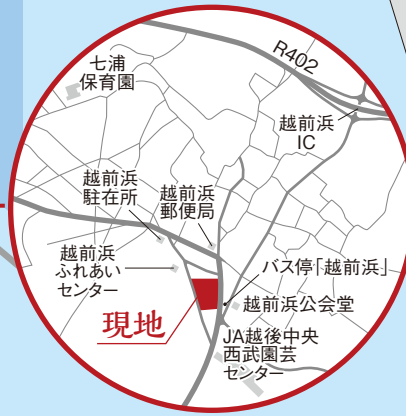 R402
七浦
保育園
越前浜
IC
越前浜
駐在所
越前浜
郵便局
越前浜
ふれあい
センター
バス停「越前浜」
越前浜公会堂
現地
JA越後中央
西武園芸
センター